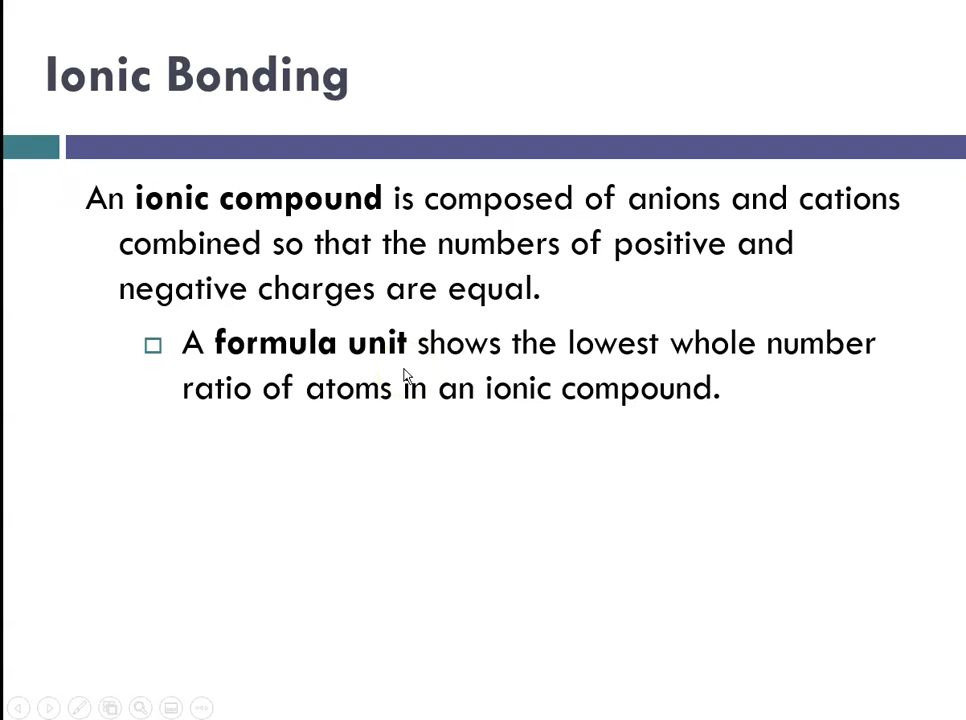 Ionic Bonding
An ionic compound is composed of anions and cations
combined so that the numbers of positive and
negative charges are equal.
A formula unit shows the lowest whole number
ratio of atoms in an ionic compound.